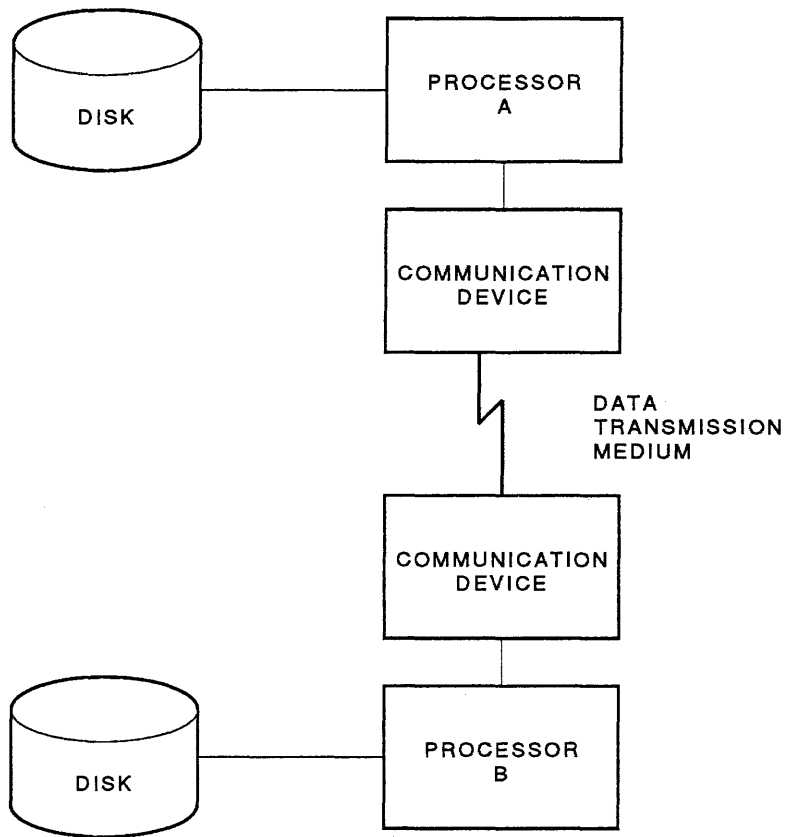 DISK
PROCESSOR
A
COMMUNICATION
DEVICE
DATA
TRANSMISSION
MEDIUM
COMMUNICATION
DEVICE
DISK
PROCESSOR
B